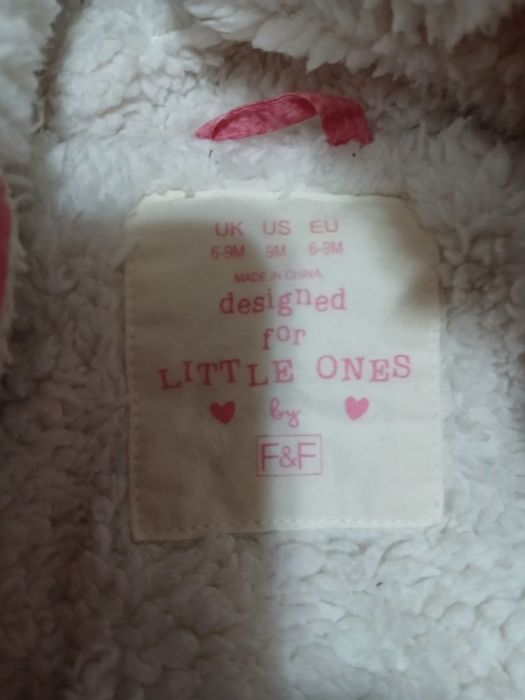 UK US EU
6-9M 9M 6-9M
MADE IN CHINA
designed
for
LITTLE ONES
by
F&F